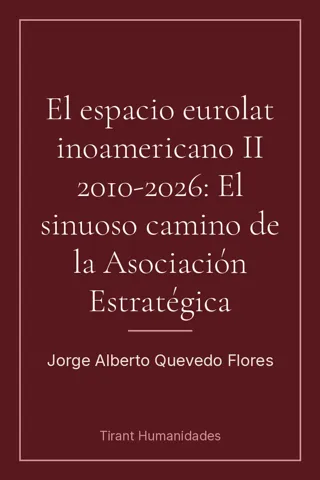 El espacio eurolat
inoamericano II
2010-2026: El
sinuoso camino de
la Asociación
Estratégica
Jorge Alberto Quevedo Flores
Tirant Humanidades